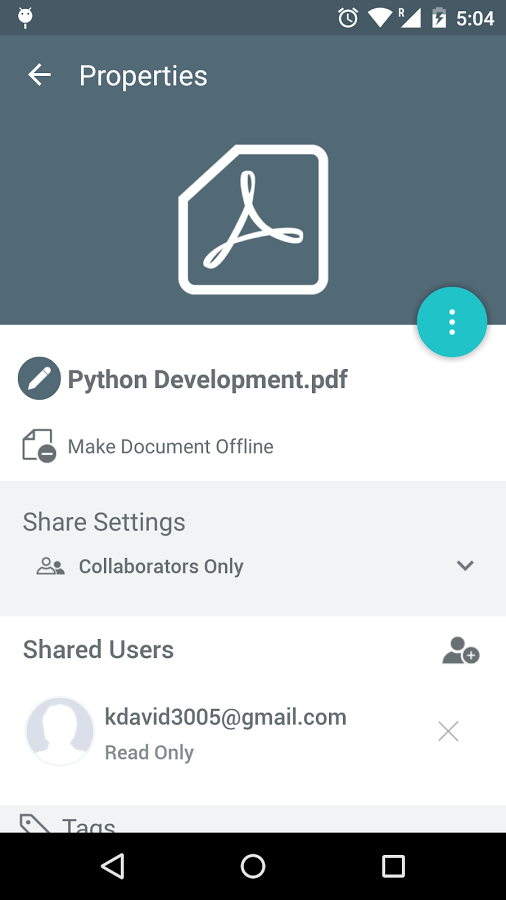 R
5:04
Properties
Python Development.pdf
Make Document Offline
Share Settings
Collaborators Only
Shared Users
kdavid3005@gmail.com
Read Only
Tags